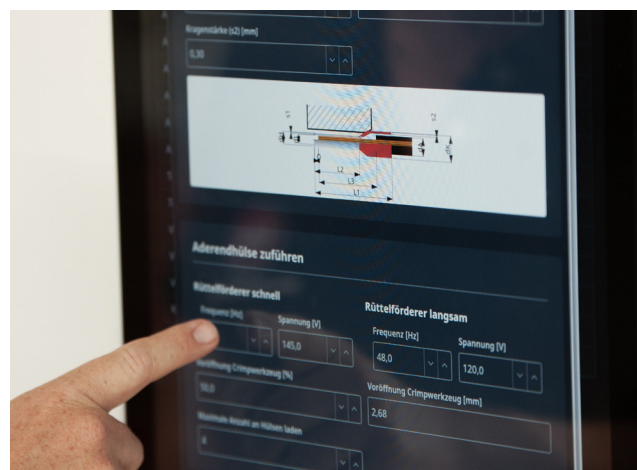 Kragenstärke (s2) [mm]
0,30
s1
s2
L2
L3
L1
Aderendhülse zuführen
Rüttelförderer schnell
Rüttelförderer langsam
Frequenz [Hz]
Spannung [V]
145,0
Frequenz [Hz]
48,0
Spannung [V]
120,0
Voröffnung Crimpwerkzeug [%]
50,0
Voröffnung Crimpwerkzeug [mm]
2,68
Maximale Anzahl an Hülsen laden